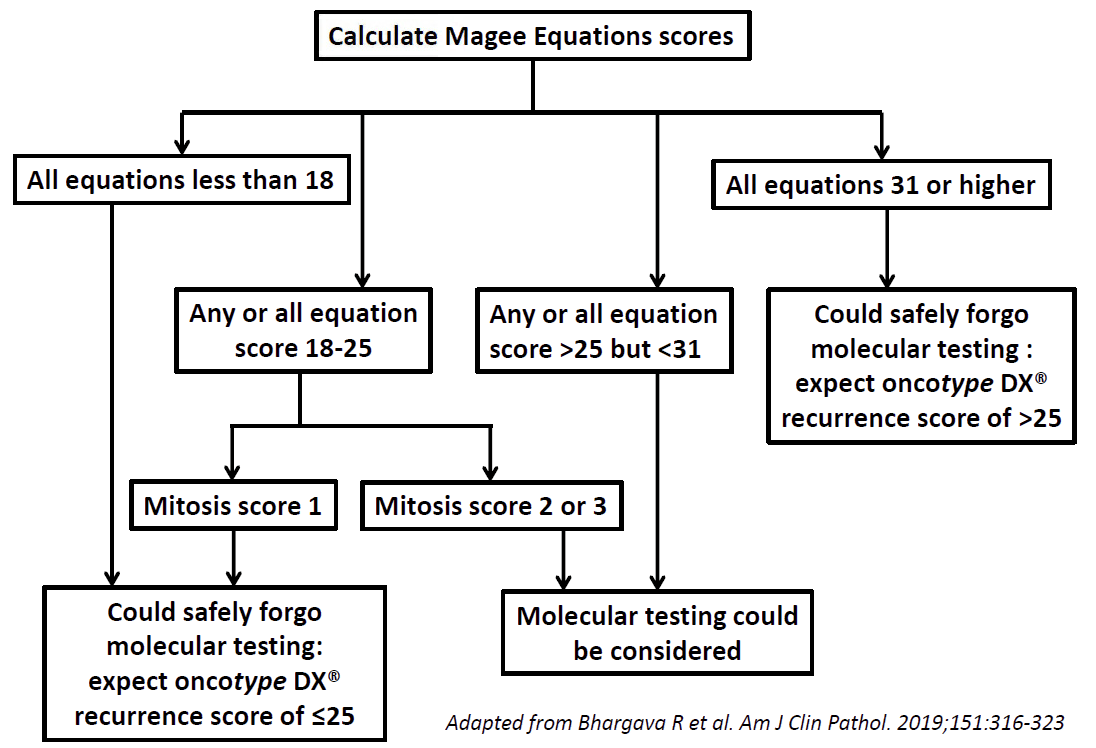 Calculate Magee Equations scores
All equations less than 18
All equations 31 or higher
Any or all equation
score 18-25
Any or all equation
score >25 but <31
Could safely forgo
molecular testing :
expect oncotype DX®
recurrence score of >25
Mitosis score 1
Mitosis score 2 or 3
Could safely forgo
molecular testing:
expect oncotype DX®
recurrence score of ≤25
Molecular testing could
be considered
Adapted from Bhargava R et al. Am J Clin Pathol. 2019;151:316-323